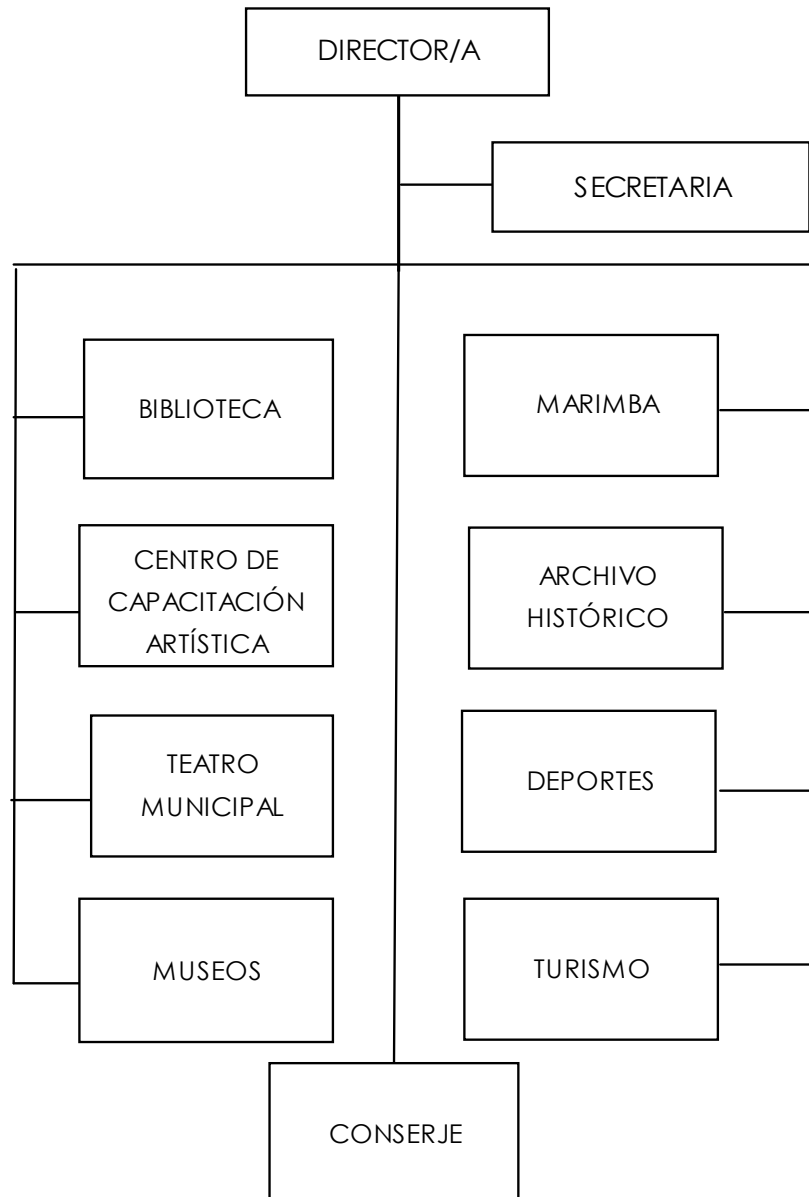 DIRECTOR/A
SECRETARIA
BIBLIOTECA
MARIMBA
CENTRO DE
CAPACITACIÓN
ARTÍSTICA
ARCHIVO
HISTÓRICO
TEATRO
MUNICIPAL
DEPORTES
MUSEOS
TURISMO
CONSERJE